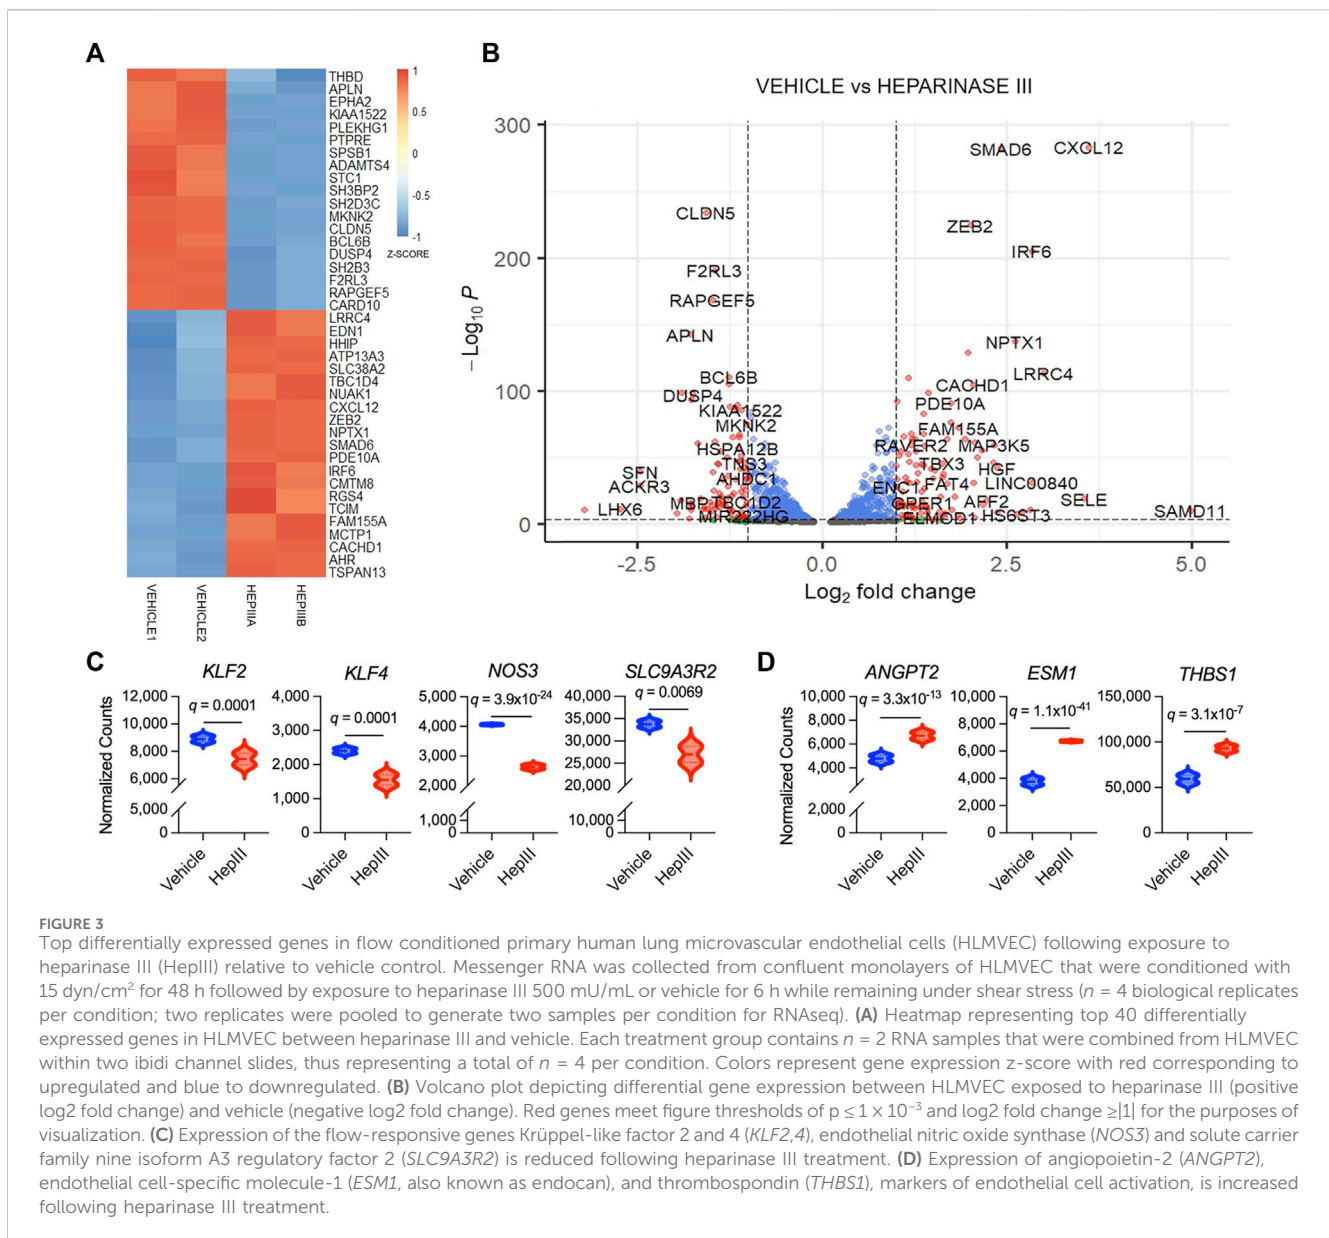 A
THBD
APLN
EPHA2
KIAA1522
PLEKHG1
PTPRE
SPSB1
ADAMTS4
STC1
SH3BP2
SH2D3C
MKNK2
CLDN5
BCL6B
DUSP4
SH2B3
F2RL3
RAPGEF5
CARD10
LRRC4
EDN1
HHIP
ATP13A3
SLC38A2
TBC1D4
NUAK1
CXCL12
ZEB2
NPTX1
SMAD6
PDE10A
IRF6
CMTM8
RGS4
TCIM
FAM155A
MCTP1
CACHD1
AHR
TSPAN13
1
0.5
0
-0.5
-1
Z-SCORE
VEHICLE1
VEHICLE2
HEPIIIA
HEPIIIB
B
VEHICLE vs HEPARINASE III
−Log10 P
300
200
100
0
SMAD6
CXCL12
CLDN5
ZEB2
IRF6
F2RL3
RAPGEF5
APLN
NPTX1
BCL6B
LRRC4
DUSP4
CACHD1
KIAA1522
PDE10A
MKNK2
FAM155A
HSPA12B
RAVER2
MAP3K5
TNS3
TBX3
SFN
HGF
AHDC1
ACKR3
ENC1
FAT4
LINC00840
MBP
TBC1D2
GPER1
ARF2
SELE
LHX6
MIR222HG
ELMOD1
HS6ST3
SAMD11
-2.5
0.0
2.5
5.0
Log2 fold change
C
Normalized Counts
KLF2
q = 0.0001
12,000
10,000
8,000
6,000
5,000
0
Vehicle
HepIII
KLF4
q = 0.0001
4,000
3,000
2,000
1,000
0
Vehicle
HepIII
NOS3
q = 3.9x10-24
5,000
4,000
3,000
2,000
1,000
0
Vehicle
HepIII
SLC9A3R2
q = 0.0069
40,000
35,000
30,000
25,000
20,000
10,000
0
Vehicle
HepIII
D
Normalized Counts
ANGPT2
q = 3.3x10-13
10,000
8,000
6,000
4,000
2,000
0
Vehicle
HepIII
ESM1
q = 1.1x10-41
10,000
8,000
6,000
4,000
2,000
0
Vehicle
HepIII
THBS1
q = 3.1x10-7
150,000
100,000
50,000
0
Vehicle
HepIII
FIGURE 3
Top differentially expressed genes in flow conditioned primary human lung microvascular endothelial cells (HLMVEC) following exposure to
heparinase III (HepIII) relative to vehicle control. Messenger RNA was collected from confluent monolayers of HLMVEC that were conditioned with
15 dyn/cm2 for 48 h followed by exposure to heparinase III 500 mU/mL or vehicle for 6 h while remaining under shear stress (n = 4 biological replicates
per condition; two replicates were pooled to generate two samples per condition for RNAseq). (A) Heatmap representing top 40 differentially
expressed genes in HLMVEC between heparinase III and vehicle. Each treatment group contains n = 2 RNA samples that were combined from HLMVEC
within two ibidi channel slides, thus representing a total of n = 4 per condition. Colors represent gene expression z-score with red corresponding to
upregulated and blue to downregulated. (B) Volcano plot depicting differential gene expression between HLMVEC exposed to heparinase III (positive
log2 fold change) and vehicle (negative log2 fold change). Red genes meet figure thresholds of p ≤ 1 × 10−3 and log2 fold change ≥|1| for the purposes of
visualization. (C) Expression of the flow-responsive genes Krüppel-like factor 2 and 4 (KLF2,4), endothelial nitric oxide synthase (NOS3) and solute carrier
family nine isoform A3 regulatory factor 2 (SLC9A3R2) is reduced following heparinase III treatment. (D) Expression of angiopoietin-2 (ANGPT2),
endothelial cell-specific molecule-1 (ESM1, also known as endocan), and thrombospondin (THBS1), markers of endothelial cell activation, is increased
following heparinase III treatment.